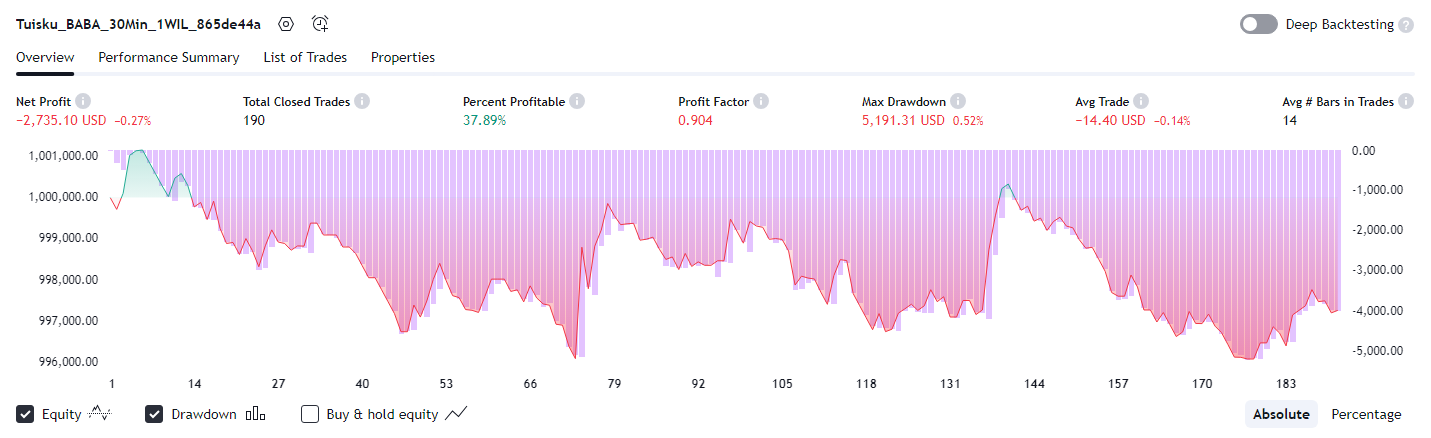 Tuisku_BABA_30Min_1WIL_865de44a
Deep Backtesting ?
Overview Performance Summary List of Trades Properties
Net Profit i Total Closed Trades i Percent Profitable i Profit Factor i Max Drawdown i Avg Trade i Avg # Bars in Trades i
−2,735.10 USD −0.27% 190 37.89% 0.904 5,191.31 USD 0.52% −14.40 USD −0.14% 14
1,001,000.00 0.00
1,000,000.00 -1,000.00
999,000.00 -2,000.00
998,000.00 -3,000.00
997,000.00 -4,000.00
996,000.00 -5,000.00
1 14 27 40 53 66 79 92 105 118 131 144 157 170 183
Equity Drawdown Buy & hold equity Absolute Percentage